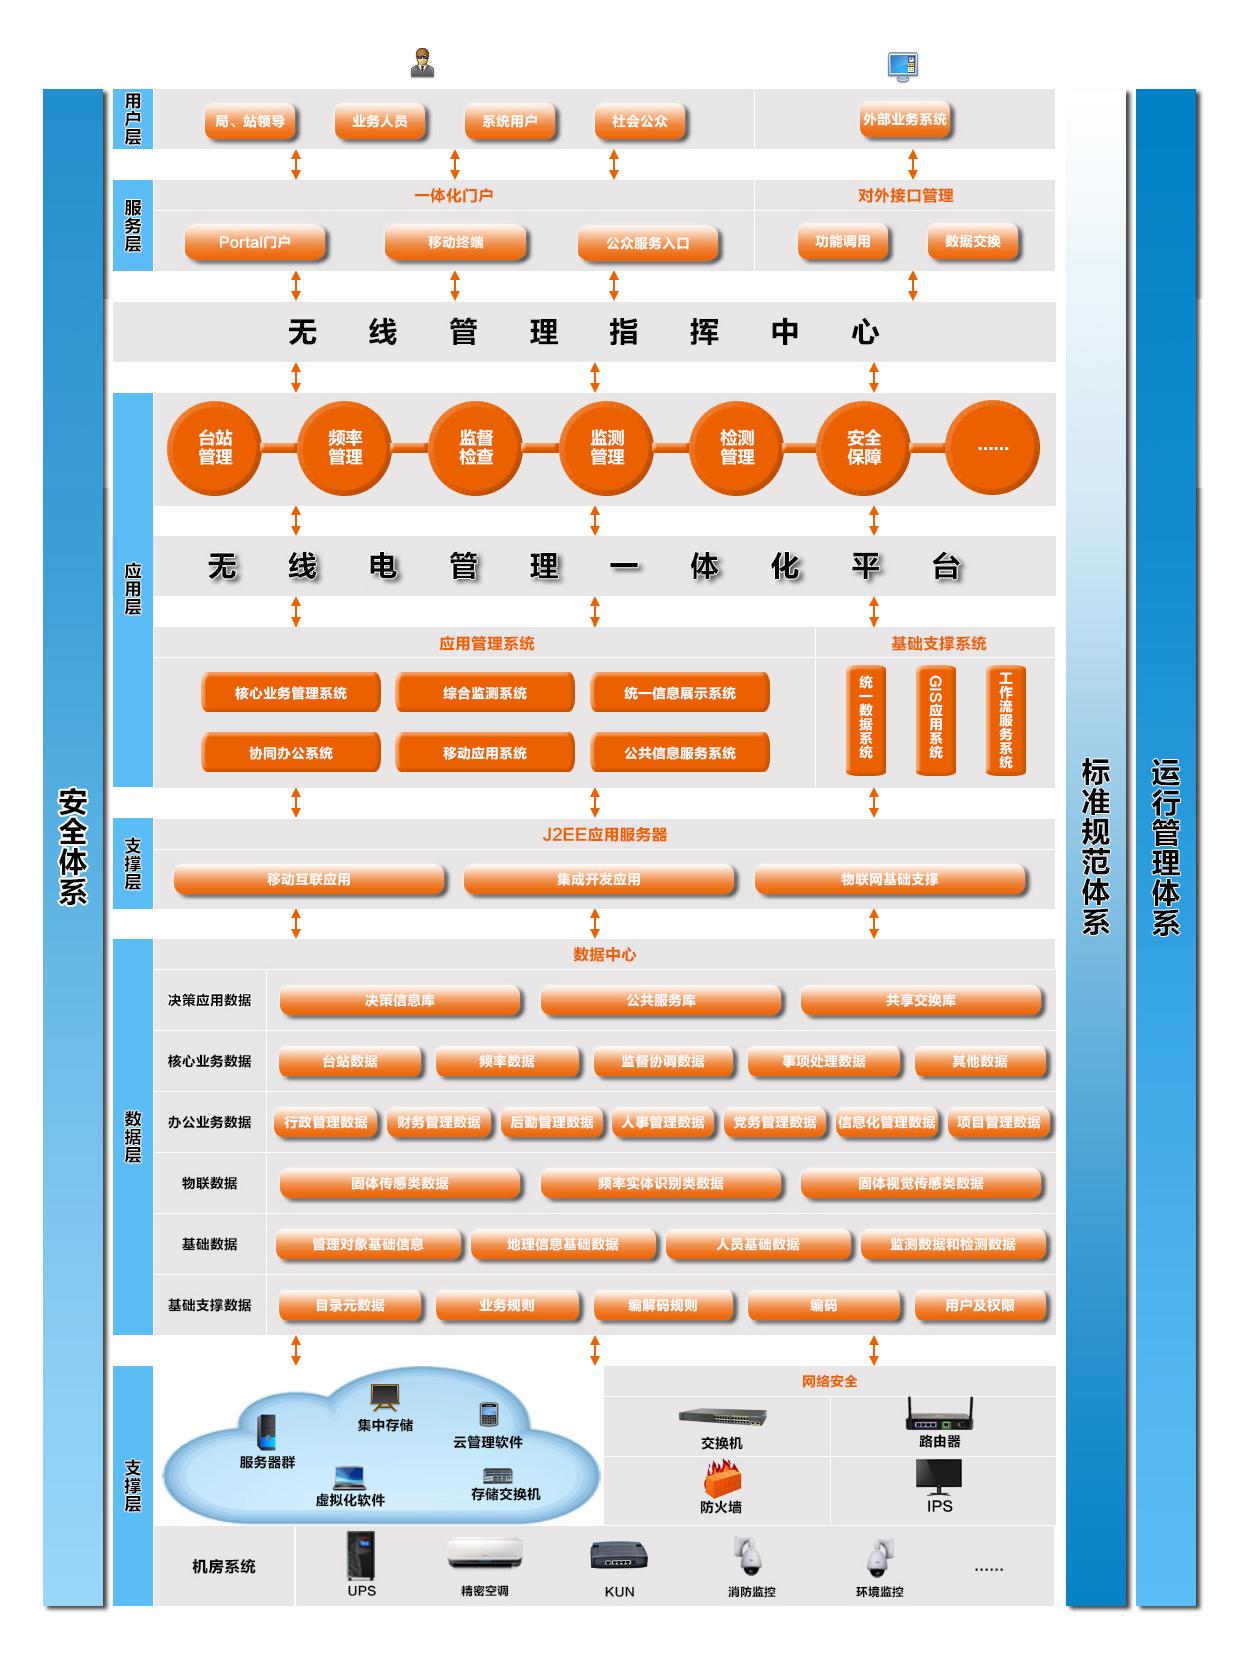 用户层
局、站领导
业务人员
系统用户
社会公众
外部业务系统
服务层
一体化门户
对外接口管理
Portal门户
移动终端
公众服务入口
功能调用
数据交换
无线管理指挥中心
应用层
台站
管理
频率
管理
监督
检查
监测
管理
检测
管理
安全
保障
……
无线电管理一体化平台
应用管理系统
基础支撑系统
核心业务管理系统
综合监测系统
统一信息展示系统
协同办公系统
移动应用系统
公共信息服务系统
统一数据系统
GIS应用系统
工作流服务系统
支撑层
J2EE应用服务器
移动互联应用
集成开发应用
物联网基础支撑
数据层
数据中心
决策应用数据
决策信息库
公共服务库
共享交换库
核心业务数据
台站数据
频率数据
监督协调数据
事项处理数据
其他数据
办公业务数据
行政管理数据
财务管理数据
后勤管理数据
人事管理数据
党务管理数据
信息化管理数据
项目管理数据
物联数据
固体传感类数据
频率实体识别类数据
固体视觉传感类数据
基础数据
管理对象基础信息
地理信息基础数据
人员基础数据
监测数据和检测数据
基础支撑数据
目录元数据
业务规则
编解码规则
编码
用户及权限
支撑层
集中存储
云管理软件
服务器群
虚拟化软件
存储交换机
网络安全
交换机
路由器
防火墙
IPS
机房系统
UPS
精密空调
KUN
消防监控
环境监控
……
安全体系
标准规范体系
运行管理体系